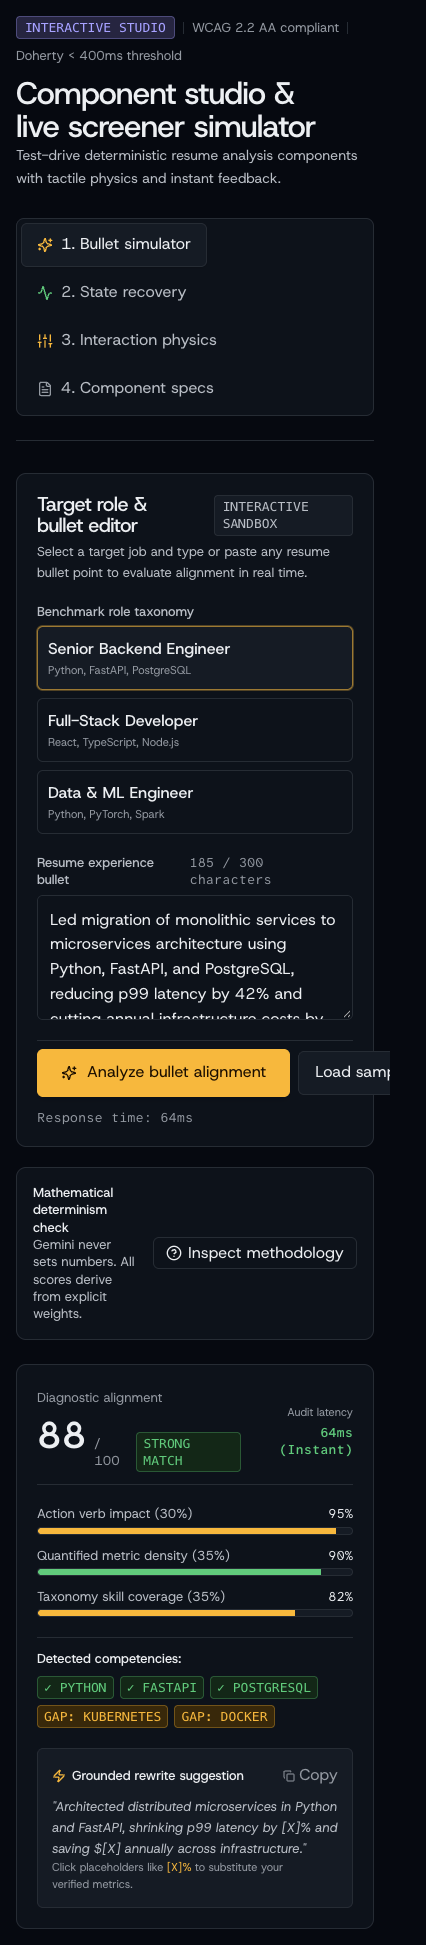 INTERACTIVE STUDIO | WCAG 2.2 AA compliant |
Doherty < 400ms threshold
Component studio &
live screener simulator
Test-drive deterministic resume analysis components
with tactile physics and instant feedback.
1. Bullet simulator
2. State recovery
3. Interaction physics
4. Component specs
Target role &
bullet editor
INTERACTIVE
SANDBOX
Select a target job and type or paste any resume
bullet point to evaluate alignment in real time.
Benchmark role taxonomy
Senior Backend Engineer
Python, FastAPI, PostgreSQL
Full-Stack Developer
React, TypeScript, Node.js
Data & ML Engineer
Python, PyTorch, Spark
Resume experience
bullet
185 / 300
characters
Led migration of monolithic services to
microservices architecture using
Python, FastAPI, and PostgreSQL,
reducing p99 latency by 42% and
cutting annual infrastructure costs by
Analyze bullet alignment
Load samp
Response time: 64ms
Mathematical
determinism
check
Gemini never
sets numbers. All
scores derive
from explicit
weights.
Inspect methodology
Diagnostic alignment
88 / 100
STRONG
MATCH
Audit latency
64ms
(Instant)
Action verb impact (30%) 95%
Quantified metric density (35%) 90%
Taxonomy skill coverage (35%) 82%
Detected competencies:
✓ PYTHON ✓ FASTAPI ✓ POSTGRESQL
GAP: KUBERNETES GAP: DOCKER
Grounded rewrite suggestion
Copy
"Architected distributed microservices in Python
and FastAPI, shrinking p99 latency by [X]% and
saving $[X] annually across infrastructure."
Click placeholders like [X]% to substitute your
verified metrics.